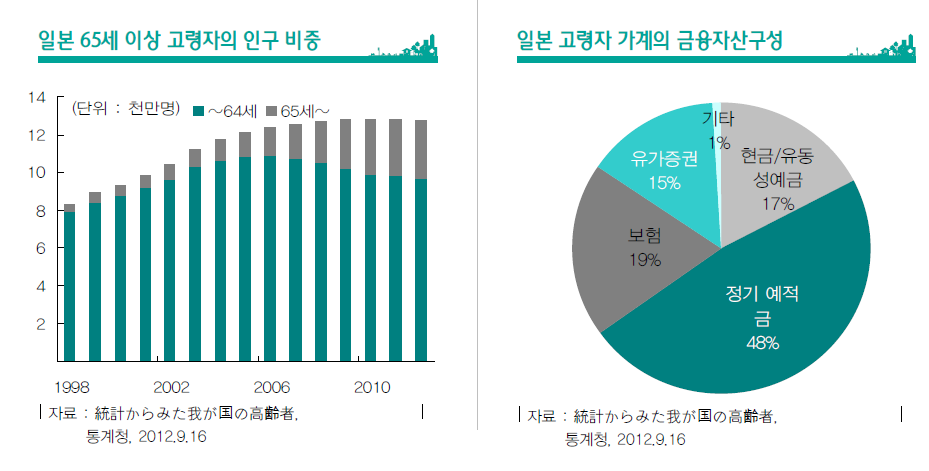 일본 65세 이상 고령자의 인구 비중
(단위 : 천만명)
~64세
65세~
14
12
10
8
6
4
2
1998
2002
2006
2010
자료 : 統計からみた我が国の高齢者,
통계청, 2012.9.16
일본 고령자 가계의 금융자산구성
기타
1%
현금/유동
성예금
17%
유가증권
15%
보험
19%
정기 예적
금
48%
자료 : 統計からみた我が国の高齢者,
통계청, 2012.9.16